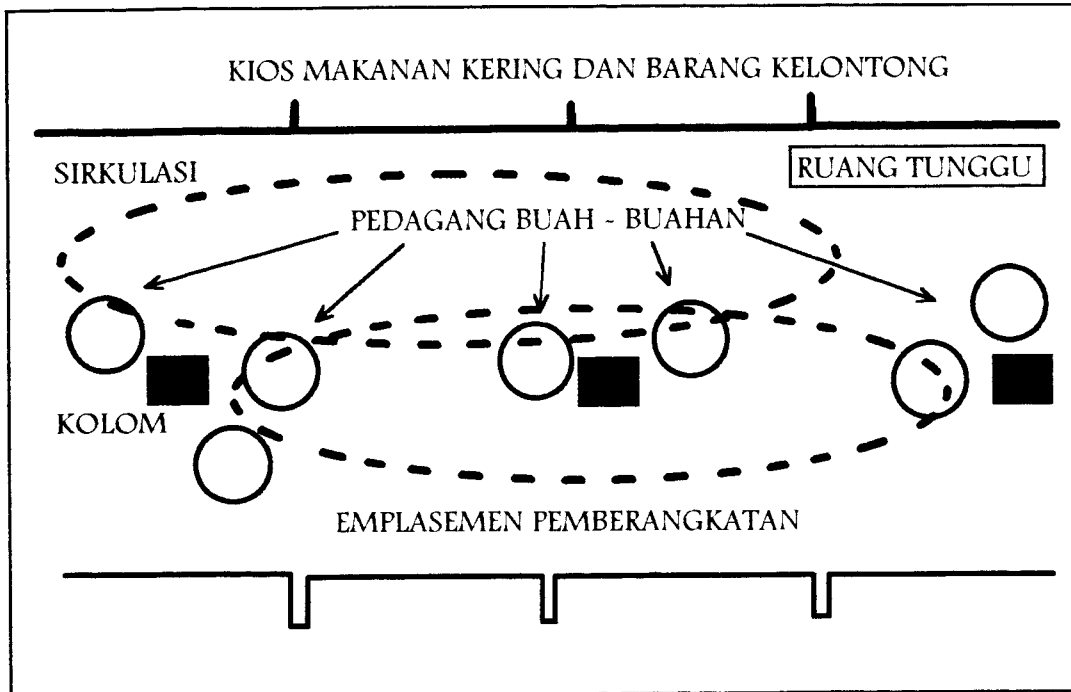 KIOS MAKANAN KERING DAN BARANG KELONTONG
SIRKULASI
RUANG TUNGGU
PEDAGANG BUAH - BUAHAN
KOLOM
EMPLASEMEN PEMBERANGKATAN